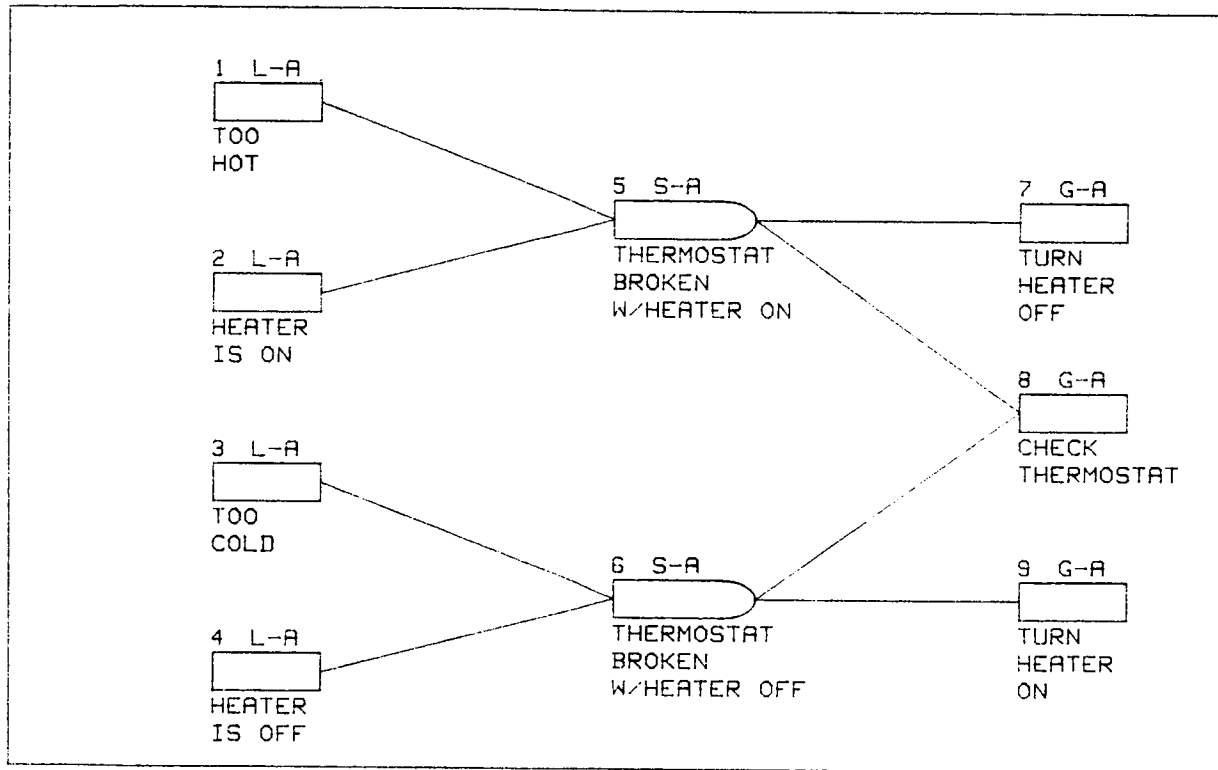 1 L-A
TOO
HOT
2 L-A
HEATER
IS ON
3 L-A
TOO
COLD
4 L-A
HEATER
IS OFF
5 S-A
THERMOSTAT
BROKEN
W/HEATER ON
6 S-A
THERMOSTAT
BROKEN
W/HEATER OFF
7 G-A
TURN
HEATER
OFF
8 G-A
CHECK
THERMOSTAT
9 G-A
TURN
HEATER
ON